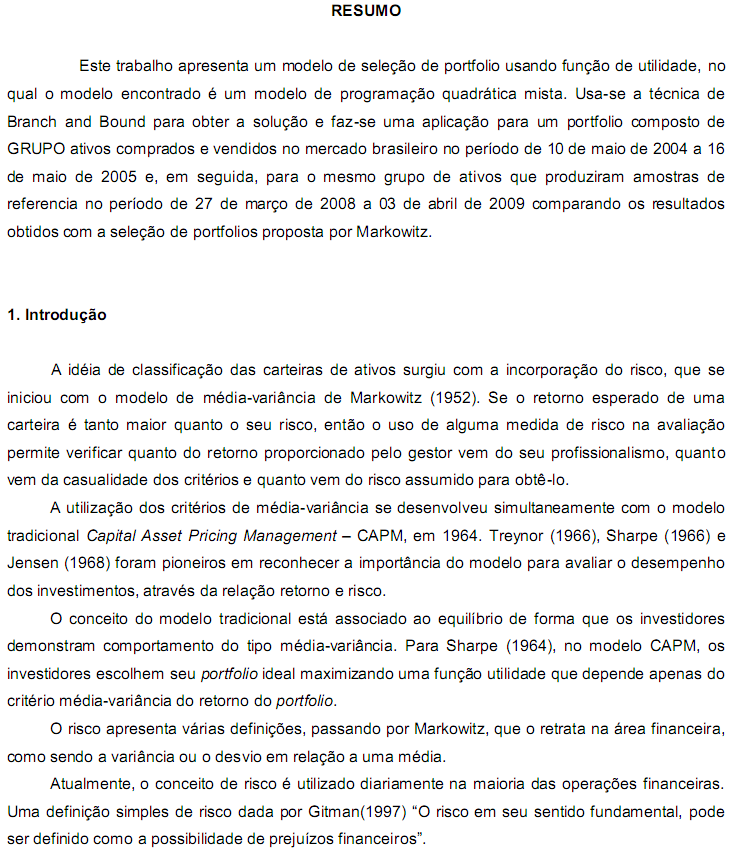 RESUMO
Este trabalho apresenta um modelo de seleção de portfolio usando função de utilidade, no
qual o modelo encontrado é um modelo de programação quadrática mista. Usa-se a técnica de
Branch and Bound para obter a solução e faz-se uma aplicação para um portfolio composto de
GRUPO ativos comprados e vendidos no mercado brasileiro no período de 10 de maio de 2004 a 16
de maio de 2005 e, em seguida, para o mesmo grupo de ativos que produziram amostras de
referencia no período de 27 de março de 2008 a 03 de abril de 2009 comparando os resultados
obtidos com a seleção de portfolios proposta por Markowitz.
1. Introdução
A idéia de classificação das carteiras de ativos surgiu com a incorporação do risco, que se
iniciou com o modelo de média-variância de Markowitz (1952). Se o retorno esperado de uma
carteira é tanto maior quanto o seu risco, então o uso de alguma medida de risco na avaliação
permite verificar quanto do retorno proporcionado pelo gestor vem do seu profissionalismo, quanto
vem da casualidade dos critérios e quanto vem do risco assumido para obtê-lo.
A utilização dos critérios de média-variância se desenvolveu simultaneamente com o modelo
tradicional Capital Asset Pricing Management – CAPM, em 1964. Treynor (1966), Sharpe (1966) e
Jensen (1968) foram pioneiros em reconhecer a importância do modelo para avaliar o desempenho
dos investimentos, através da relação retorno e risco.
O conceito do modelo tradicional está associado ao equilíbrio de forma que os investidores
demonstram comportamento do tipo média-variância. Para Sharpe (1964), no modelo CAPM, os
investidores escolhem seu portfolio ideal maximizando uma função utilidade que depende apenas do
critério média-variância do retorno do portfolio.
O risco apresenta várias definições, passando por Markowitz, que o retrata na área financeira,
como sendo a variância ou o desvio em relação a uma média.
Atualmente, o conceito de risco é utilizado diariamente na maioria das operações financeiras.
Uma definição simples de risco dada por Gitman(1997) “O risco em seu sentido fundamental, pode
ser definido como a possibilidade de prejuízos financeiros”.